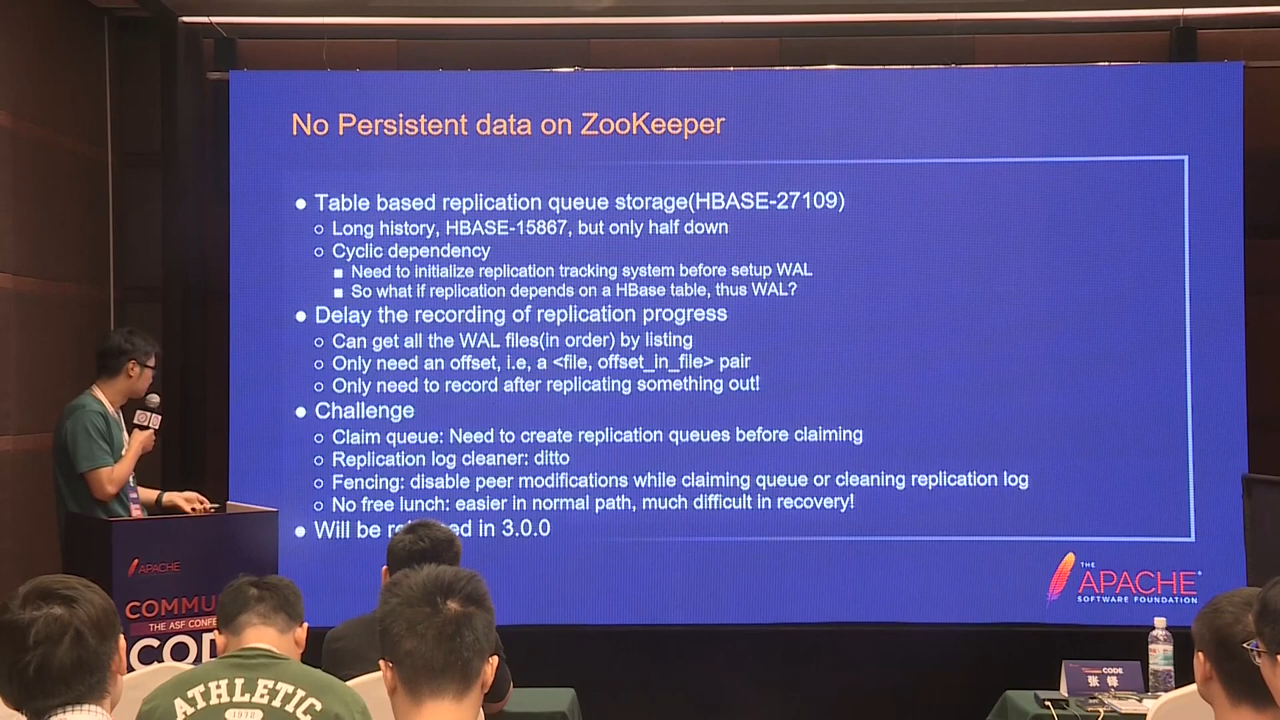 No Persistent data on ZooKeeper
● Table based replication queue storage(HBASE-27109)
○ Long history, HBASE-15867, but only half down
○ Cyclic dependency
■ Need to initialize replication tracking system before setup WAL
■ So what if replication depends on a HBase table, thus WAL?
● Delay the recording of replication progress
○ Can get all the WAL files(in order) by listing
○ Only need an offset, i.e, a <file, offset_in_file> pair
○ Only need to record after replicating something out!
● Challenge
○ Claim queue: Need to create replication queues before claiming
○ Replication log cleaner: ditto
○ Fencing: disable peer modifications while claiming queue or cleaning replication log
○ No free lunch: easier in normal path, much difficult in recovery!
● Will be re ed in 3.0.0
THE
APACHE
SOFTWARE FOUNDATION
APACHE
COMMU
THE ASF CONFE
COD
ATHLETIC
1978
CODE
张铎